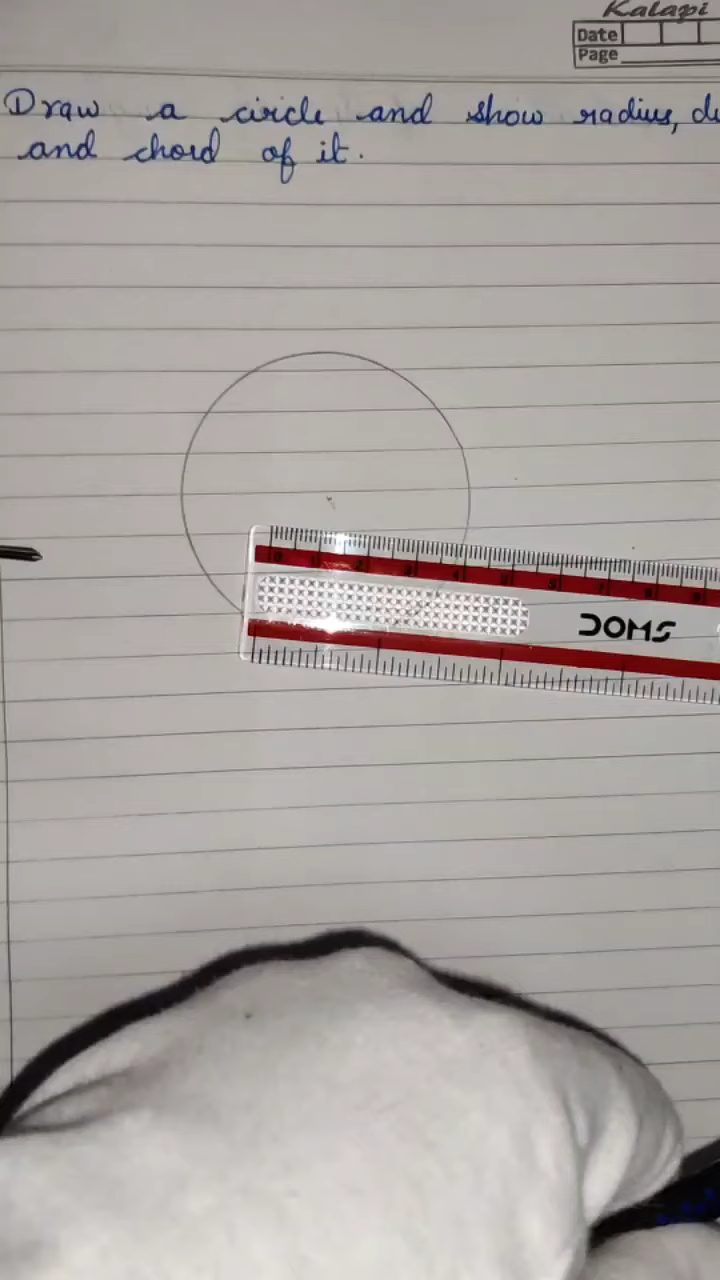 Kalapi
Date
Page
Draw a circle and show radius,
and chord of it.
DOMS